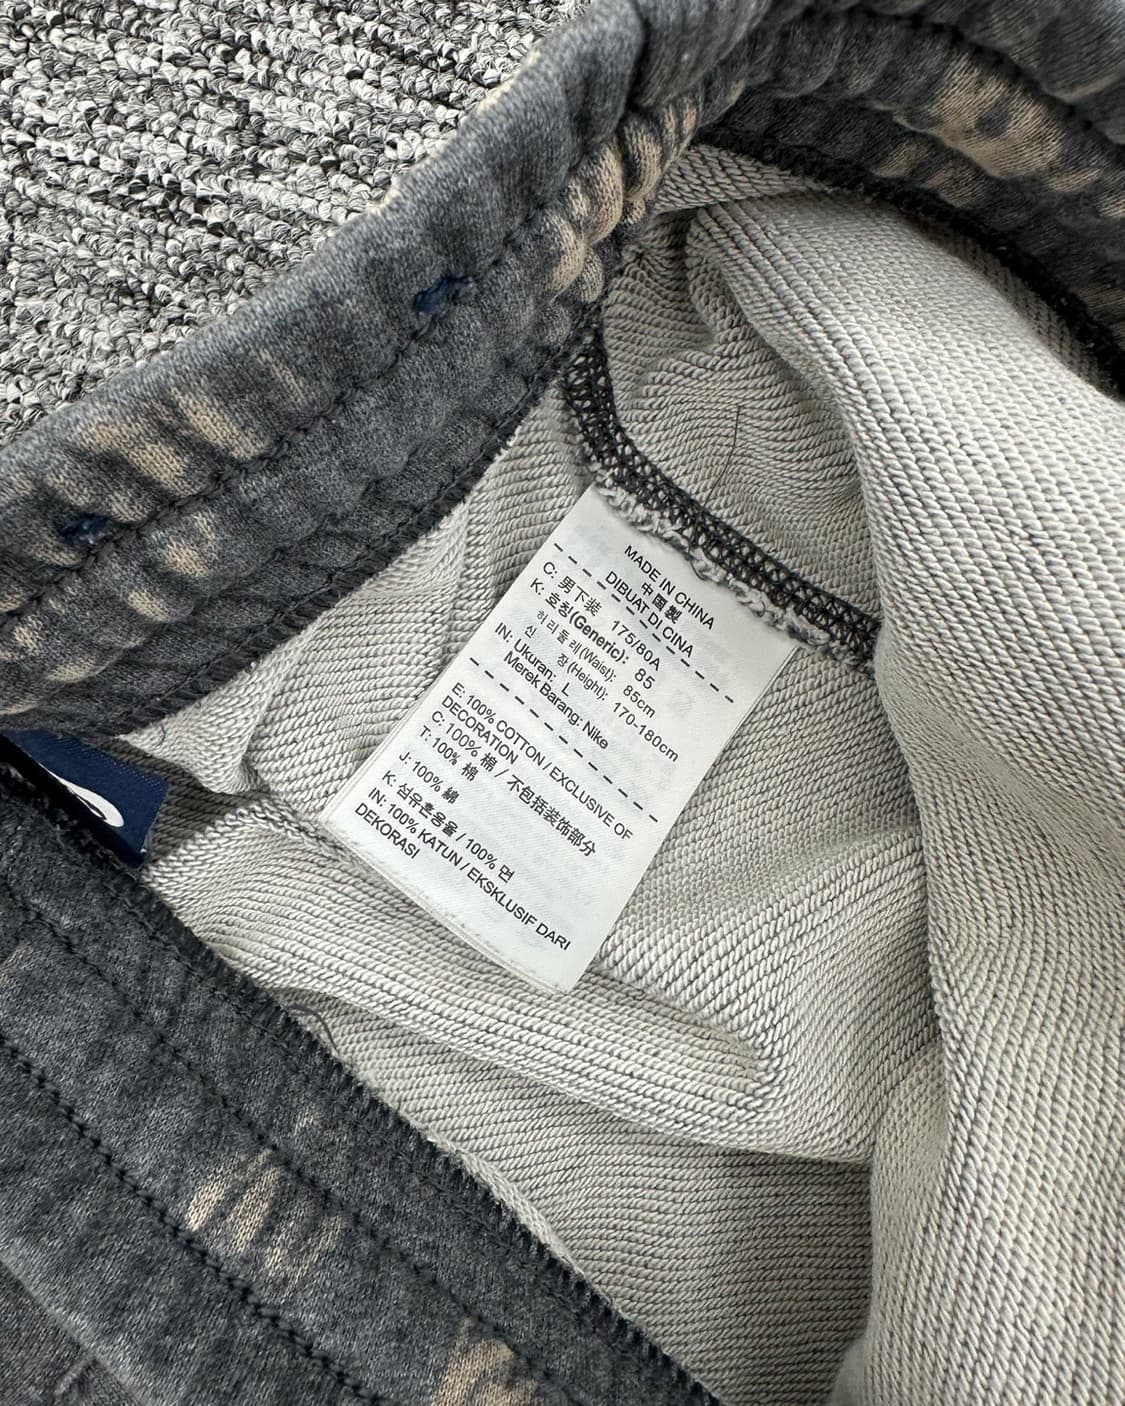 MADE IN CHINA
中国製
DIBUAT DI CINA
C: 男下装 175/80A
K: 호칭(Generic): 85
허리둘레(Waist): 85cm
신 장(Height): 170-180cm
IN: Ukuran: L
Merek Barang: Nike
E: 100% COTTON / EXCLUSIVE OF
DECORATION
C: 100% 棉 / 不包括装饰部分
T: 100% 棉
J: 100% 綿
K: 섬유혼용율 / 100% 면
IN: 100% KATUN / EKSKLUSIF DARI
DEKORASI